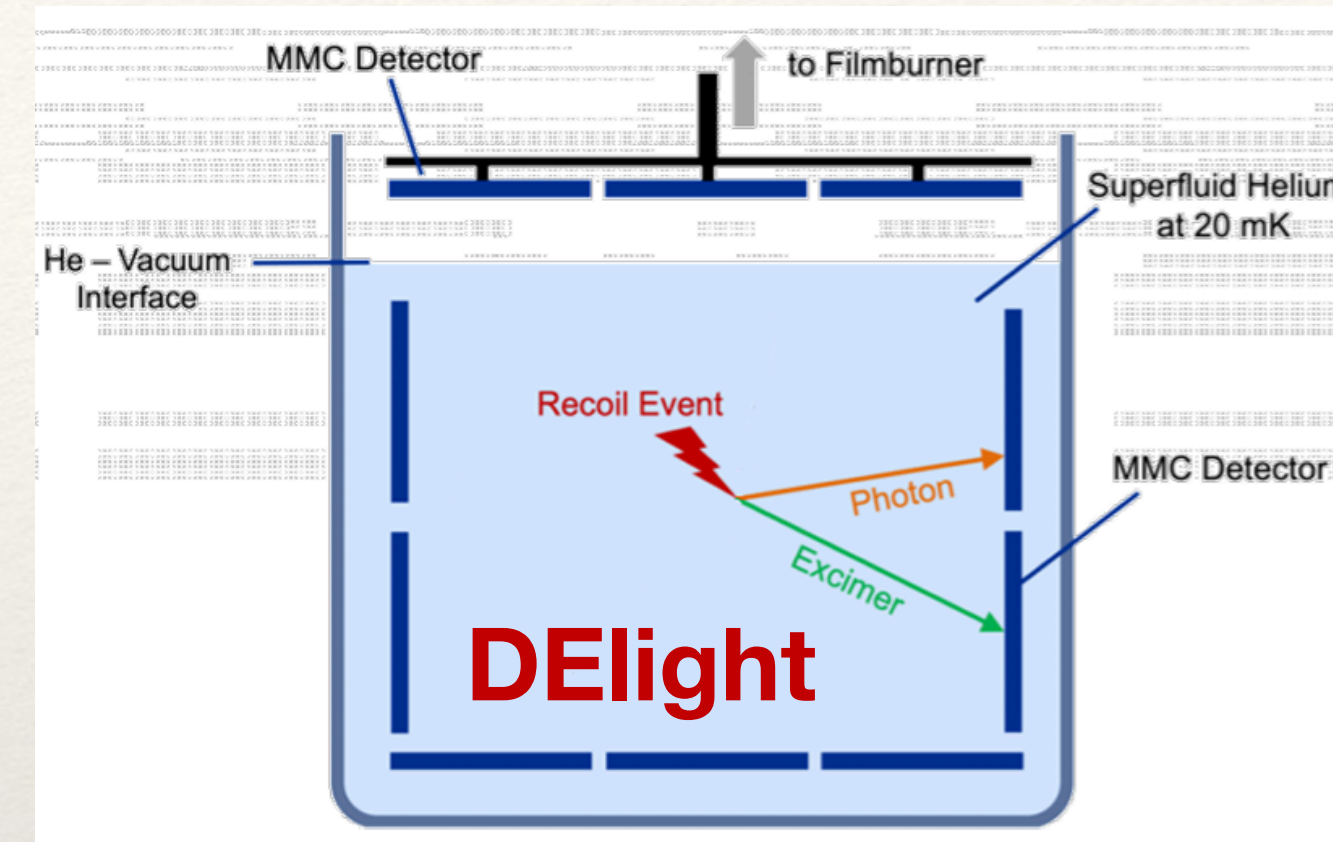 MMC Detector
to Filmburner
Superfluid Helium
at 20 mK
He – Vacuum
Interface
Recoil Event
Photon
MMC Detector
Excimer
DElight